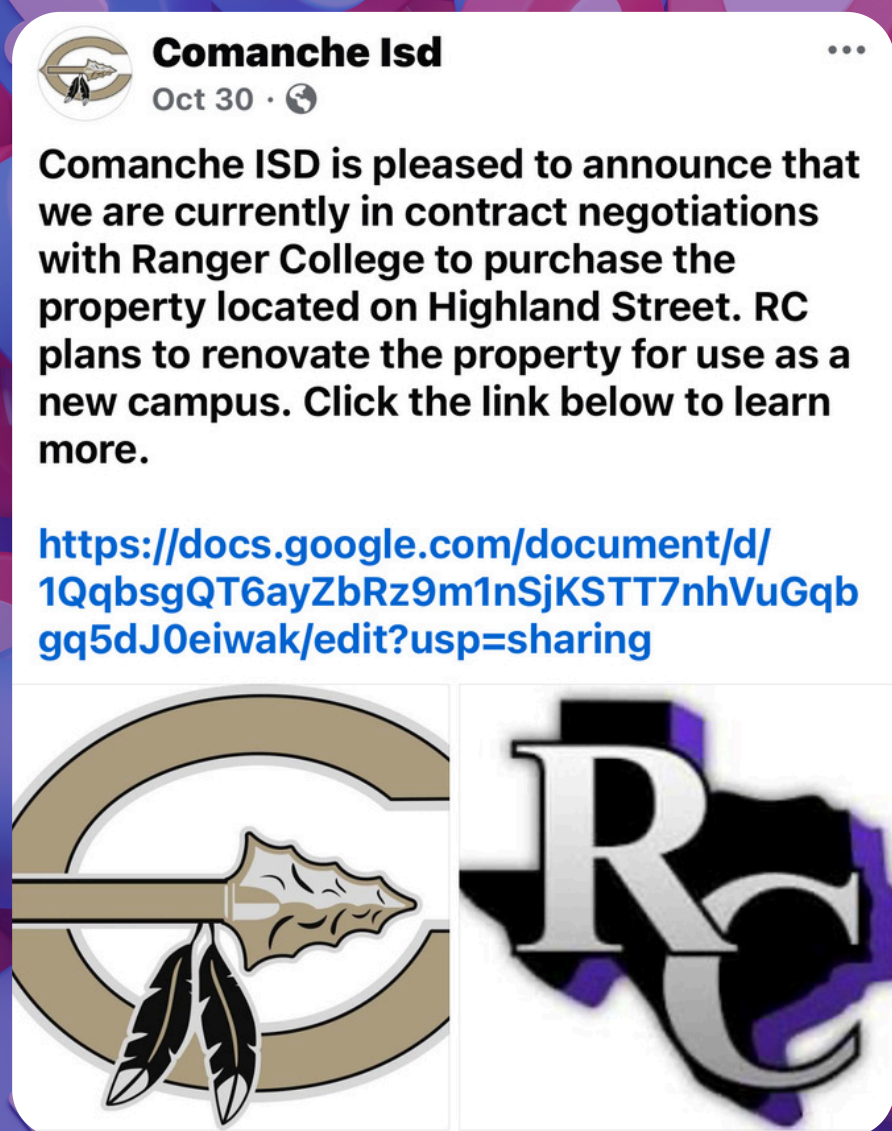 Comanche Isd
Oct 30 ·
Comanche ISD is pleased to announce that
we are currently in contract negotiations
with Ranger College to purchase the
property located on Highland Street. RC
plans to renovate the property for use as a
new campus. Click the link below to learn
more.
https://docs.google.com/document/d/
1QqbsgQT6ayZbRz9m1nSjKSTT7nhVuGqb
gq5dJ0eiwak/edit?usp=sharing
RC